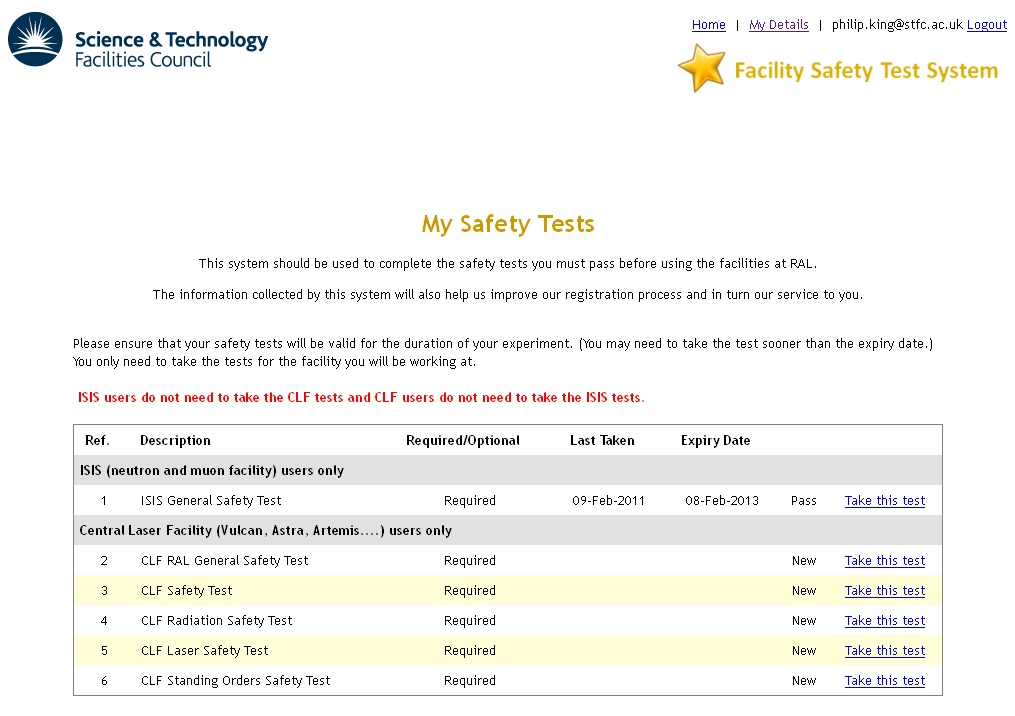 Science & Technology
Facilities Council
Home | My Details | philip.king@stfc.ac.uk Logout
Facility Safety Test System
My Safety Tests
This system should be used to complete the safety tests you must pass before using the facilities at RAL.
The information collected by this system will also help us improve our registration process and in turn our service to you.
Please ensure that your safety tests will be valid for the duration of your experiment. (You may need to take the test sooner than the expiry date.)
You only need to take the tests for the facility you will be working at.
ISIS users do not need to take the CLF tests and CLF users do not need to take the ISIS tests.
Ref. Description Required/Optional Last Taken Expiry Date
ISIS (neutron and muon facility) users only
1 ISIS General Safety Test Required 09-Feb-2011 08-Feb-2013 Pass Take this test
Central Laser Facility (Vulcan, Astra, Artemis....) users only
2 CLF RAL General Safety Test Required New Take this test
3 CLF Safety Test Required New Take this test
4 CLF Radiation Safety Test Required New Take this test
5 CLF Laser Safety Test Required New Take this test
6 CLF Standing Orders Safety Test Required New Take this test